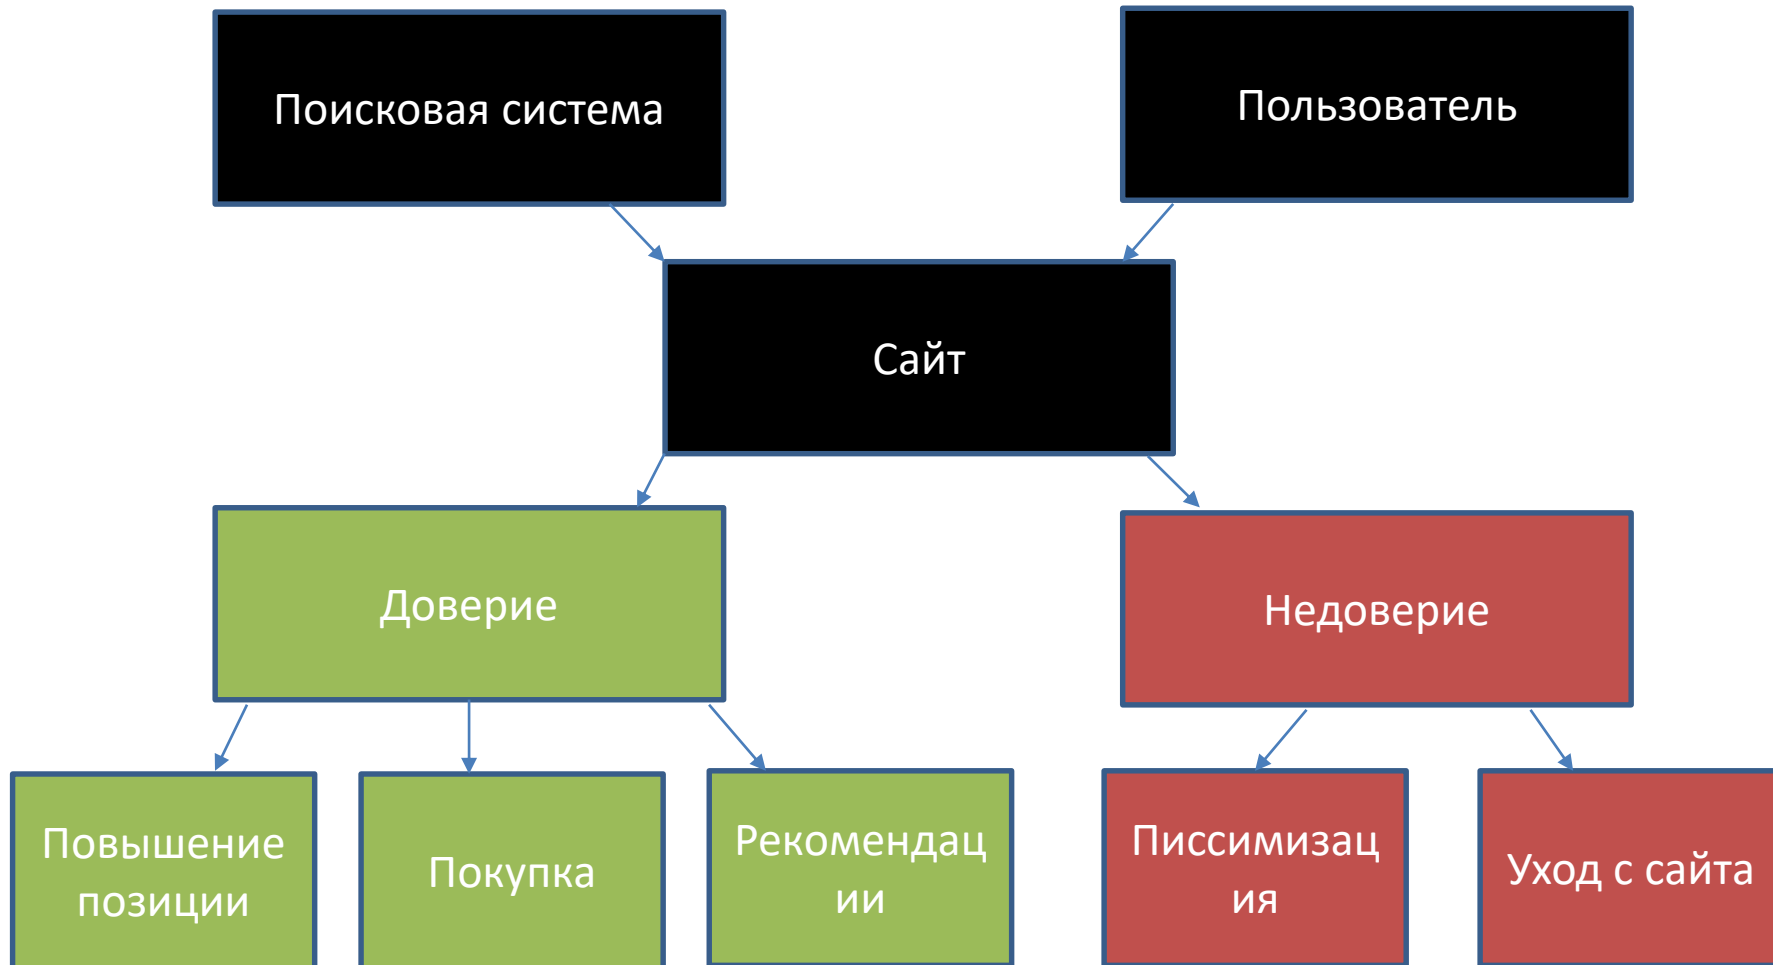 Поисковая система
Пользователь
Сайт
Доверие
Недоверие
Повышение
позиции
Покупка
Рекомендац
ии
Писсимизац
ия
Уход с сайта